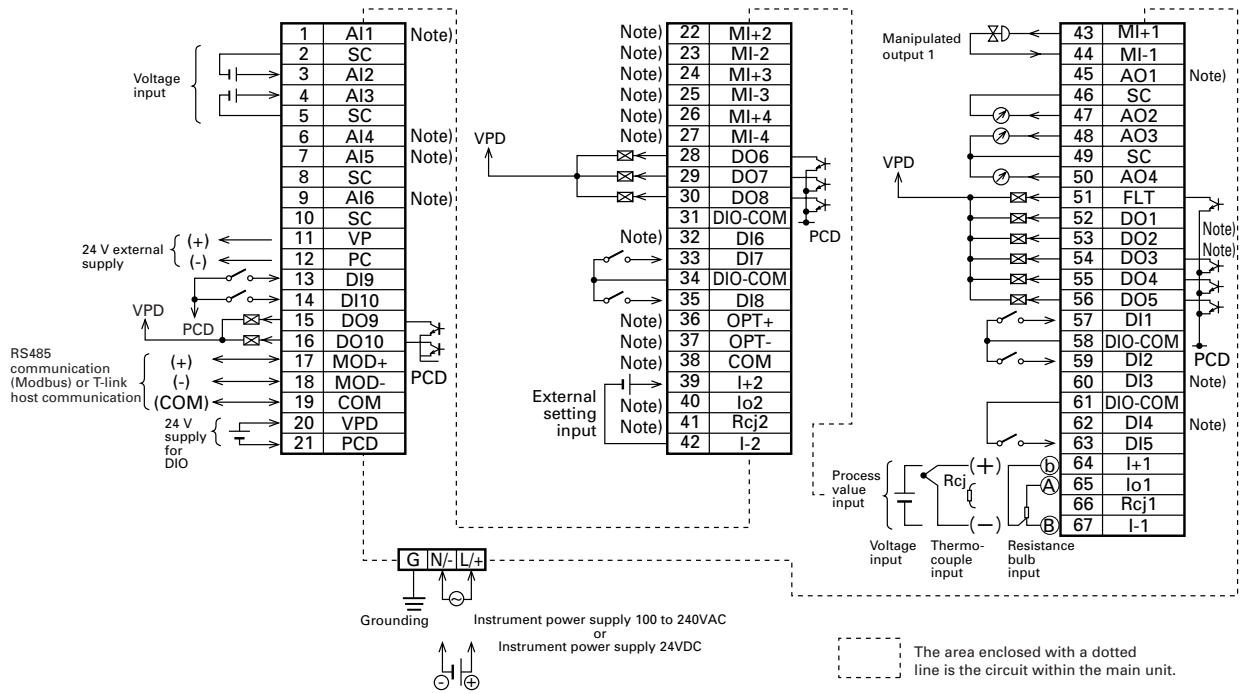 Voltage input
1 AI1 Note)
2 SC
3 AI2
4 AI3
5 SC
6 AI4 Note)
7 AI5 Note)
8 SC
9 AI6 Note)
10 SC
24 V external supply
(+) 11 VP
(-) 12 PC
13 DI9
14 DI10
PCD
VPD
15 DO9
16 DO10
PCD
RS485 communication (Modbus) or T-link host communication
(+) 17 MOD+
(-) 18 MOD-
(COM) 19 COM
24 V supply for DIO
20 VPD
21 PCD
Note) 22 MI+2
Note) 23 MI-2
Note) 24 MI+3
Note) 25 MI-3
Note) 26 MI+4
Note) 27 MI-4
VPD
28 DO6
29 DO7
30 DO8
31 DIO-COM
PCD
Note) 32 DI6
33 DI7
34 DIO-COM
35 DI8
Note) 36 OPT+
Note) 37 OPT-
Note) 38 COM
External setting input
39 I+2
Note) 40 Io2
Note) 41 Rcj2
42 I-2
Manipulated output 1
43 MI+1
44 MI-1
45 AO1 Note)
46 SC
47 AO2
48 AO3
49 SC
50 AO4
VPD
51 FLT
52 DO1 Note)
53 DO2 Note)
54 DO3
55 DO4
56 DO5
PCD
57 DI1
58 DIO-COM
59 DI2
60 DI3 Note)
61 DIO-COM
62 DI4 Note)
63 DI5
Process value input
(+) Rcj (-)
b 64 I+1
A 65 Io1
66 Rcj1
B 67 I-1
Voltage input
Thermo-couple input
Resistance bulb input
G N/- L/+
Grounding
Instrument power supply 100 to 240VAC
or
Instrument power supply 24VDC
The area enclosed with a dotted
line is the circuit within the main unit.